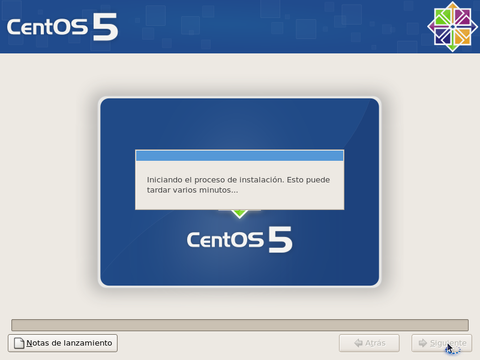 CentOS 5
Iniciando el proceso de instalación. Esto puede
tardar varios minutos...
CentOS 5
Notas de lanzamiento
Atrás
Siguiente